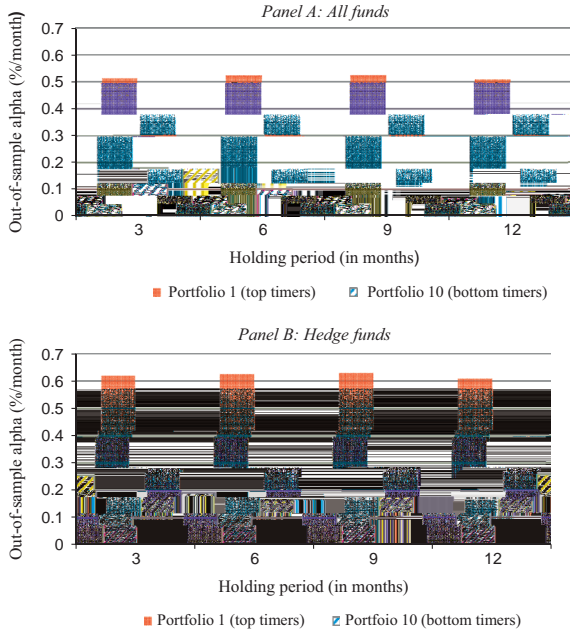 Panel A: All funds
Out-of-sample alpha (%/month)
0.7
0.6
0.5
0.4
0.3
0.2
0.1
0
3 6 9 12
Holding period (in months)
Portfolio 1 (top timers) Portfolio 10 (bottom timers)
Panel B: Hedge funds
Out-of-sample alpha (%/month)
0.7
0.6
0.5
0.4
0.3
0.2
0.1
0
3 6 9 12
Holding period (in months)
Portfolio 1 (top timers) Portfoio 10 (bottom timers)